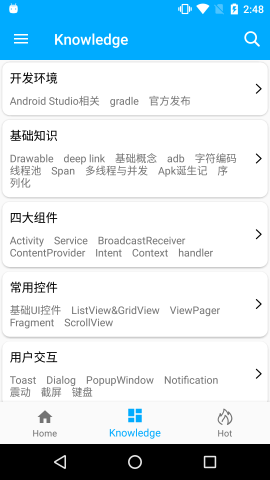 2:48
Knowledge
开发环境
Android Studio相关 gradle 官方发布
基础知识
Drawable deep link 基础概念 adb 字符编码
线程池 Span 多线程与并发 Apk诞生记 序
列化
四大组件
Activity Service BroadcastReceiver
ContentProvider Intent Context handler
常用控件
基础UI控件 ListView&GridView ViewPager
Fragment ScrollView
用户交互
Toast Dialog PopupWindow Notification
震动 截屏 键盘
Home Knowledge Hot